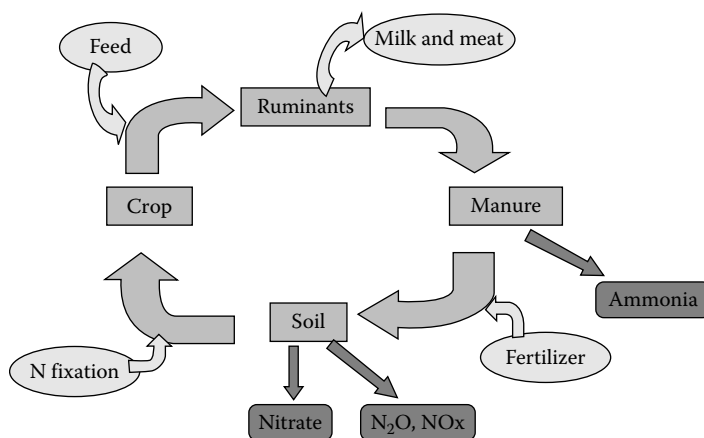 Feed
Milk and meat
Ruminants
Crop
Manure
Ammonia
Soil
N fixation
Fertilizer
Nitrate
N₂O, NOx